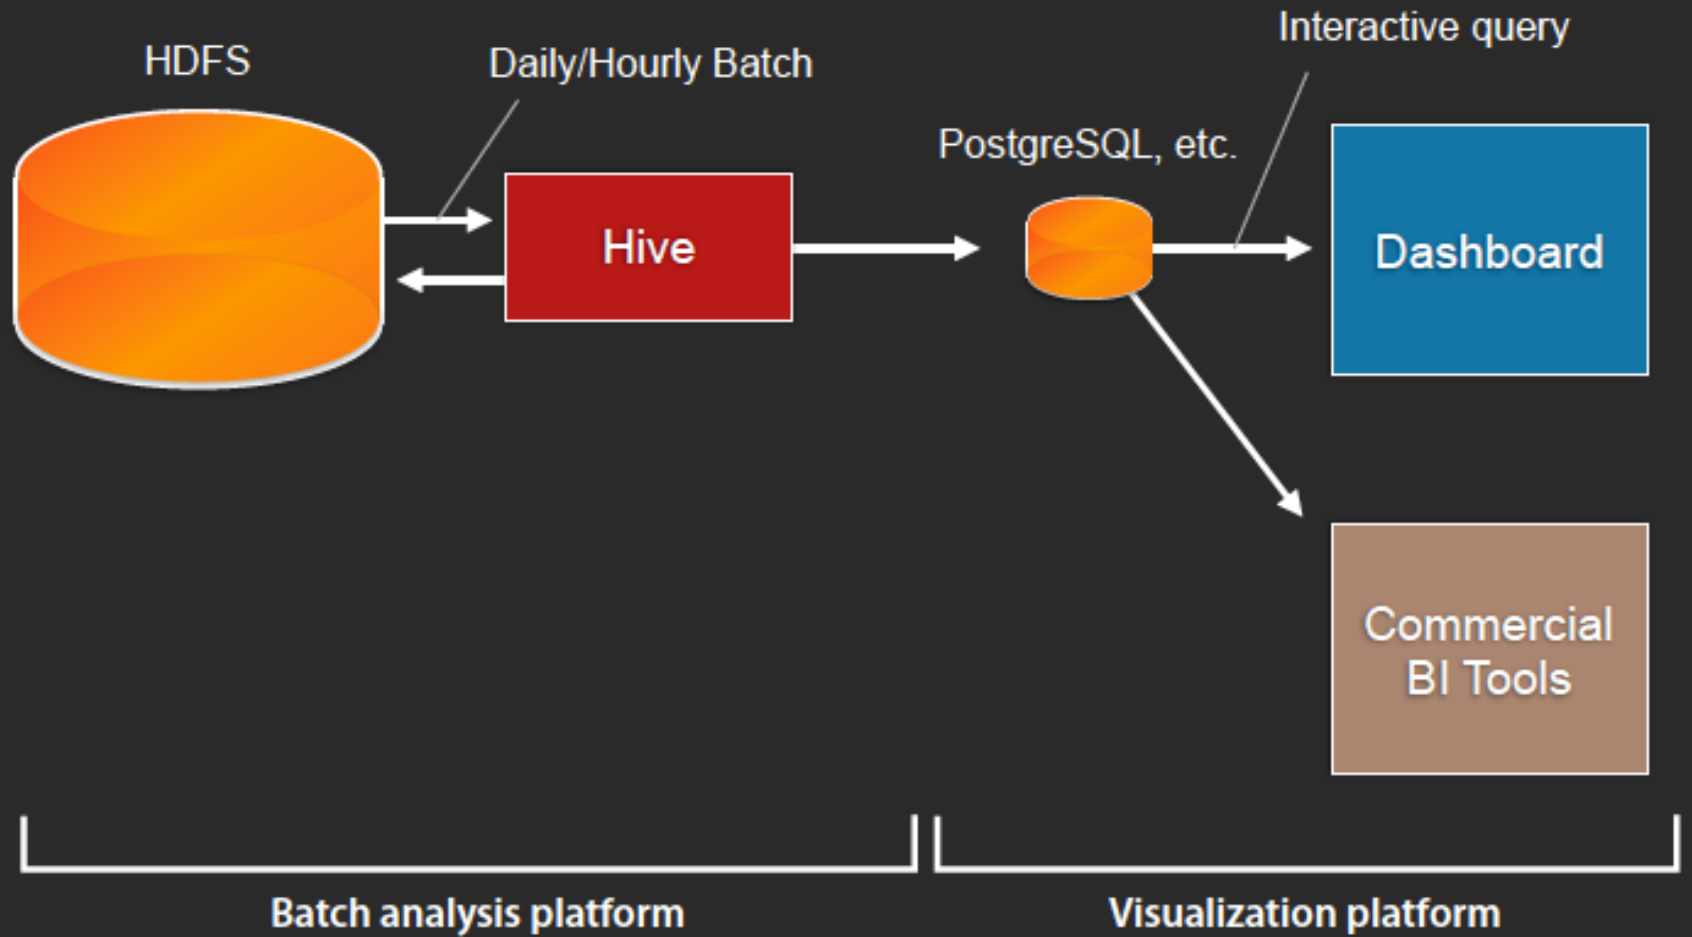 HDFS
Daily/Hourly Batch
Interactive query
PostgreSQL, etc.
Hive
Dashboard
Commercial
BI Tools
Batch analysis platform
Visualization platform